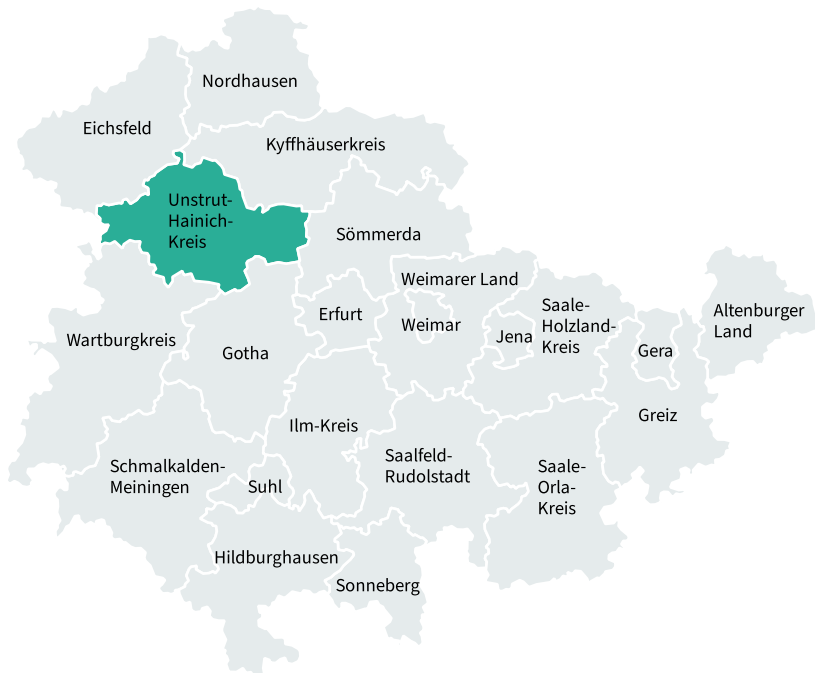 Nordhausen
Eichsfeld
Kyffhäuserkreis
Unstrut-
Hainich-
Kreis
Sömmerda
Weimarer Land
Saale-
Holzland-
Kreis
Altenburger
Land
Erfurt
Weimar
Jena
Wartburgkreis
Gotha
Gera
Greiz
Ilm-Kreis
Schmalkalden-
Meiningen
Suhl
Saalfeld-
Rudolstadt
Saale-
Orla-
Kreis
Hildburghausen
Sonneberg